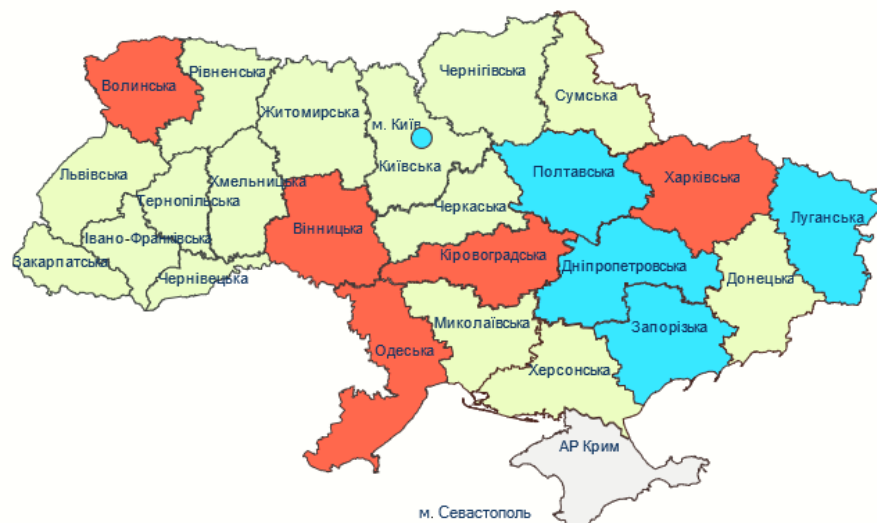 Чернігівська
Рівненська
Волинська
Сумська
Житомирська
м. Київ
Київська
Полтавська
Харківська
Львівська
Хмельницька
Тернопільська
Черкаська
Луганська
Вінницька
Івано-Франківська
Кіровоградська
Закарпатська
Чернівецька
Дніпропетровська
Донецька
Миколаївська
Запорізька
Одеська
Херсонська
АР Крим
м. Севастополь